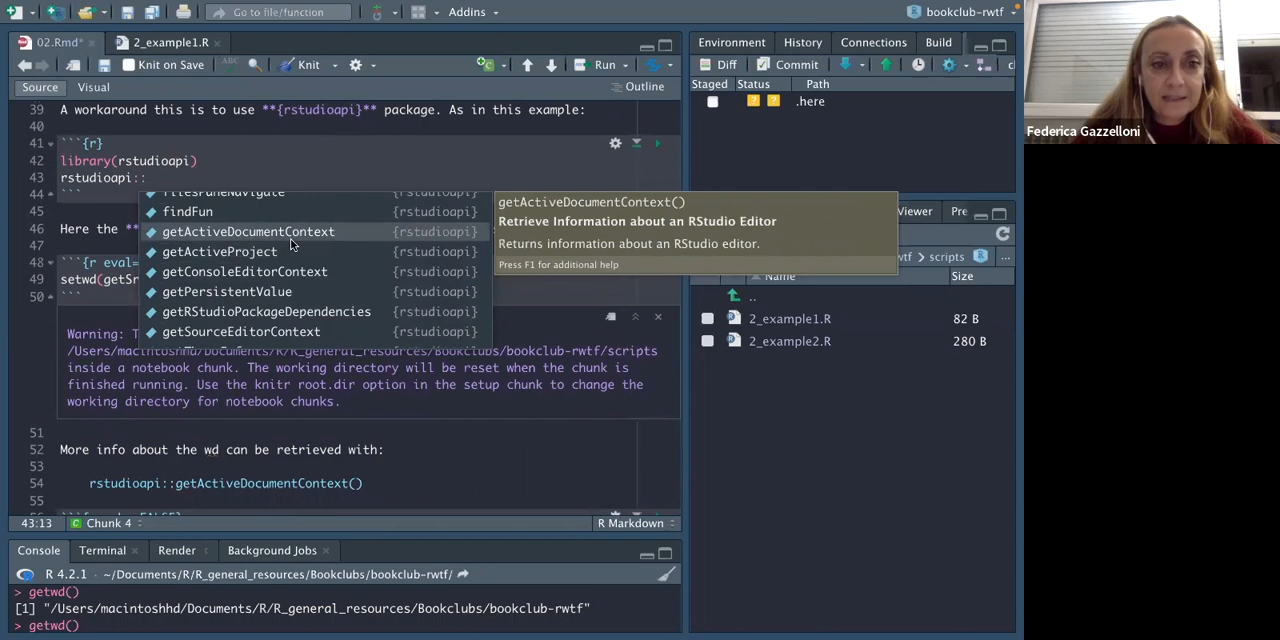 Go to file/function
Addins
bookclub-rwtf
02.Rmd*
2_example1.R
Knit on Save
ABC
Knit
Run
Source
Visual
Outline
39 A workaround this is to use **{rstudioapi}** package. As in this example:
40
41 ```{r}
42 library(rstudioapi)
43 rstudioapi::
44 ```
45
46 Here the **
47
48 ```{r eval=
49 setwd(getSr
50 ```
filesPaneNavigate {rstudioapi}
findFun {rstudioapi}
getActiveDocumentContext {rstudioapi}
getActiveProject {rstudioapi}
getConsoleEditorContext {rstudioapi}
getPersistentValue {rstudioapi}
getRStudioPackageDependencies {rstudioapi}
getSourceEditorContext {rstudioapi}
getActiveDocumentContext()
Retrieve Information about an RStudio Editor
Returns information about an RStudio editor.
Press F1 for additional help
Warning: T
/Users/macintoshhd/Documents/R/R_general_resources/Bookclubs/bookclub-rwtf/scripts
inside a notebook chunk. The working directory will be reset when the chunk is
finished running. Use the knitr root.dir option in the setup chunk to change the
working directory for notebook chunks.
51
52 More info about the wd can be retrieved with:
53
54 rstudioapi::getActiveDocumentContext()
55
43:13
C Chunk 4
R Markdown
Console
Terminal
Render
Background Jobs
R 4.2.1 · ~/Documents/R/R_general_resources/Bookclubs/bookclub-rwtf/
> getwd()
[1] "/Users/macintoshhd/Documents/R/R_general_resources/Bookclubs/bookclub-rwtf"
> getwd()
Environment
History
Connections
Build
Diff
Commit
Staged
Status
Path
? ? .here
Viewer
Pre
wtf
scripts
...
Name
Size
..
2_example1.R 82 B
2_example2.R 280 B
Federica Gazzelloni